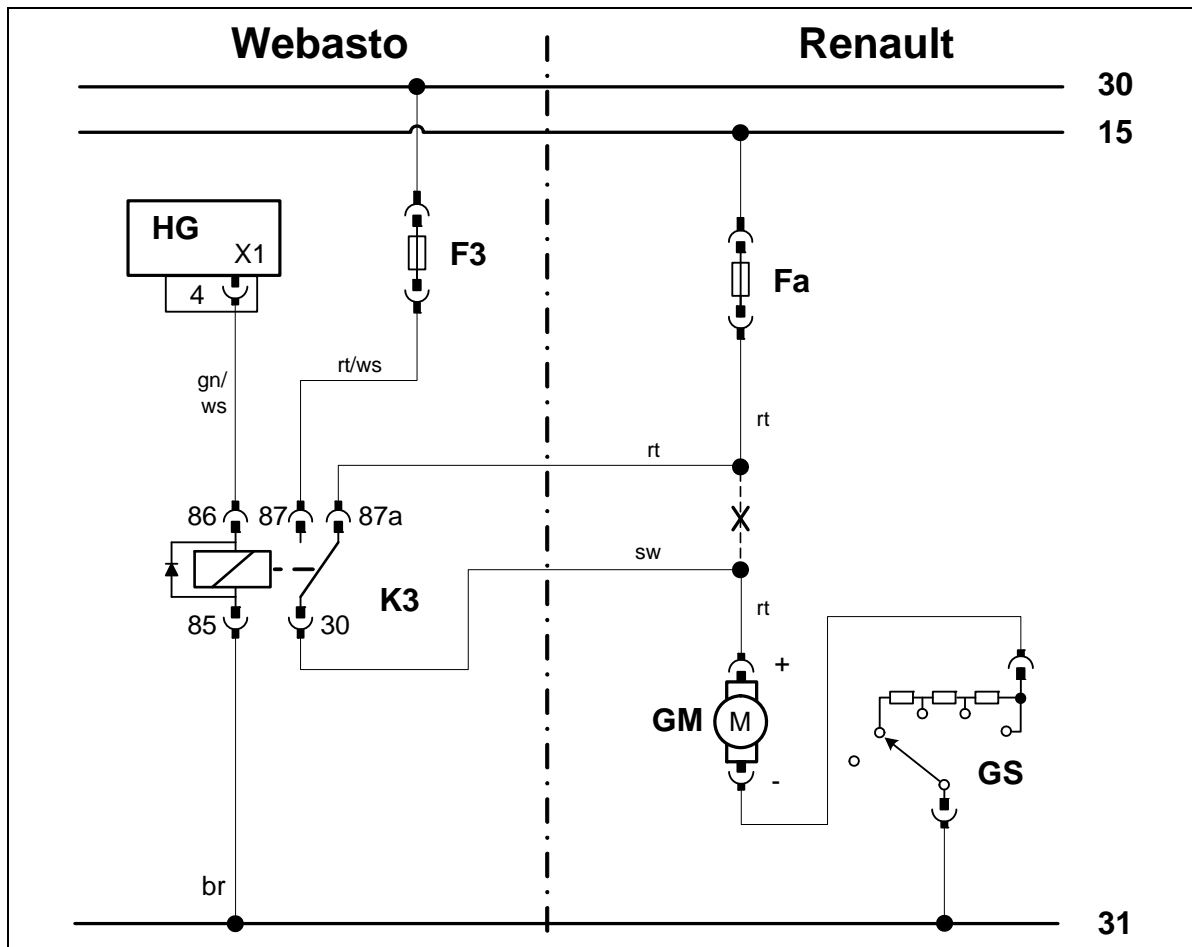 Webasto Renault
30
15
HG
X1
4
F3
Fa
rt/ws
gn/
ws
rt
rt
86 87 87a
sw
K3
85 30
rt
+
GM M
GS
-
br
31